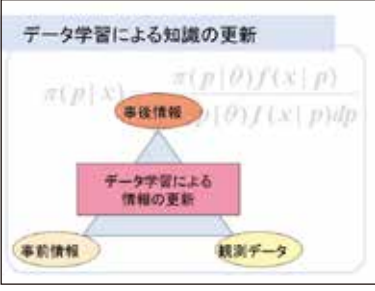 データ学習による知識の更新
π(p|x)
π(p|θ)f(x|p)
p|θ)f(x|p)dp
事後情報
データ学習による
情報の更新
事前情報
観測データ